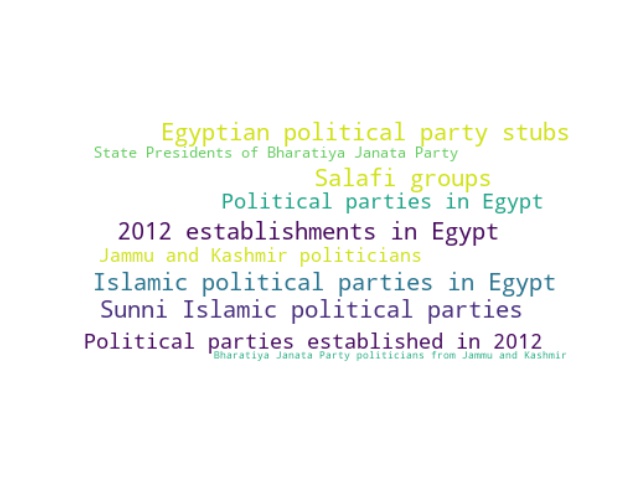 Egyptian political party stubs
State Presidents of Bharatiya Janata Party
Salafi groups
Political parties in Egypt
2012 establishments in Egypt
Jammu and Kashmir politicians
Islamic political parties in Egypt
Sunni Islamic political parties
Political parties established in 2012
Bharatiya Janata Party politicians from Jammu and Kashmir